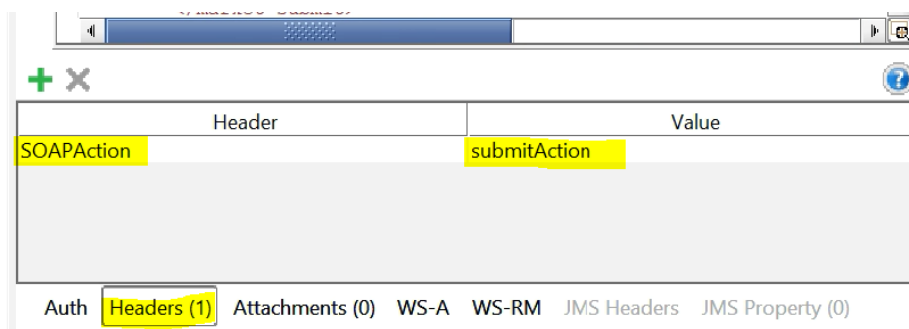 Header Value
SOAPAction submitAction
Auth Headers (1) Attachments (0) WS-A WS-RM JMS Headers JMS Property (0)